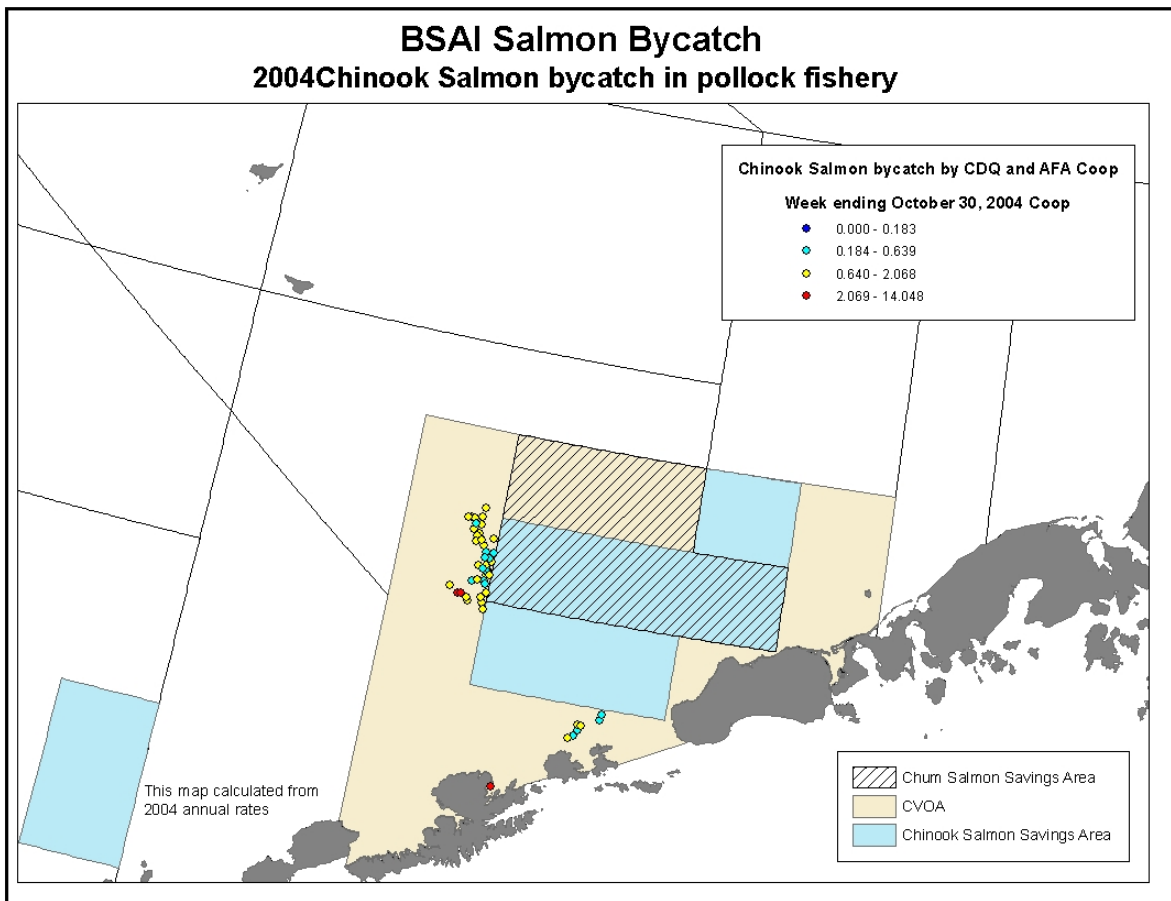 BSAI Salmon Bycatch
2004Chinook Salmon bycatch in pollock fishery
Chinook Salmon bycatch by CDQ and AFA Coop
Week ending October 30, 2004 Coop
0.000 - 0.183
0.184 - 0.639
0.640 - 2.068
2.069 - 14.048
This map calculated from
2004 annual rates
Chum Salmon Savings Area
CVOA
Chinook Salmon Savings Area